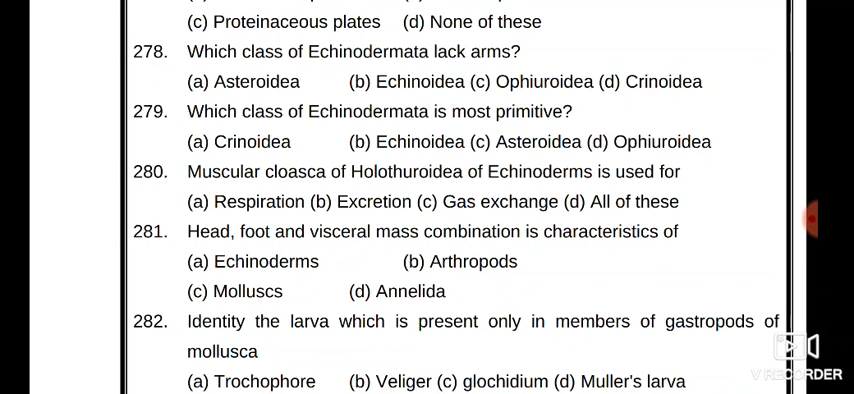 (c) Proteinaceous plates (d) None of these
278. Which class of Echinodermata lack arms?
(a) Asteroidea (b) Echinoidea (c) Ophiuroidea (d) Crinoidea
279. Which class of Echinodermata is most primitive?
(a) Crinoidea (b) Echinoidea (c) Asteroidea (d) Ophiuroidea
280. Muscular cloasca of Holothuroidea of Echinoderms is used for
(a) Respiration (b) Excretion (c) Gas exchange (d) All of these
281. Head, foot and visceral mass combination is characteristics of
(a) Echinoderms (b) Arthropods
(c) Molluscs (d) Annelida
282. Identity the larva which is present only in members of gastropods of
mollusca
(a) Trochophore (b) Veliger (c) glochidium (d) Muller's larva
V RECORDER